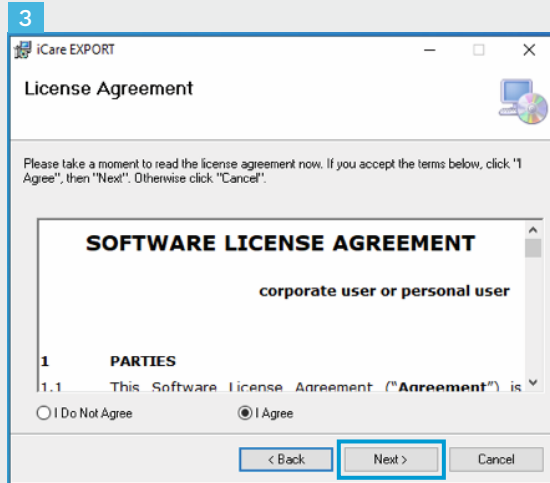 3
iCare EXPORT
License Agreement
Please take a moment to read the license agreement now. If you accept the terms below, click "I
Agree", then "Next". Otherwise click "Cancel".
SOFTWARE LICENSE AGREEMENT
corporate user or personal user
1 PARTIES
1.1 This Software License Agreement ("Agreement") is
I Do Not Agree I Agree
< Back Next > Cancel